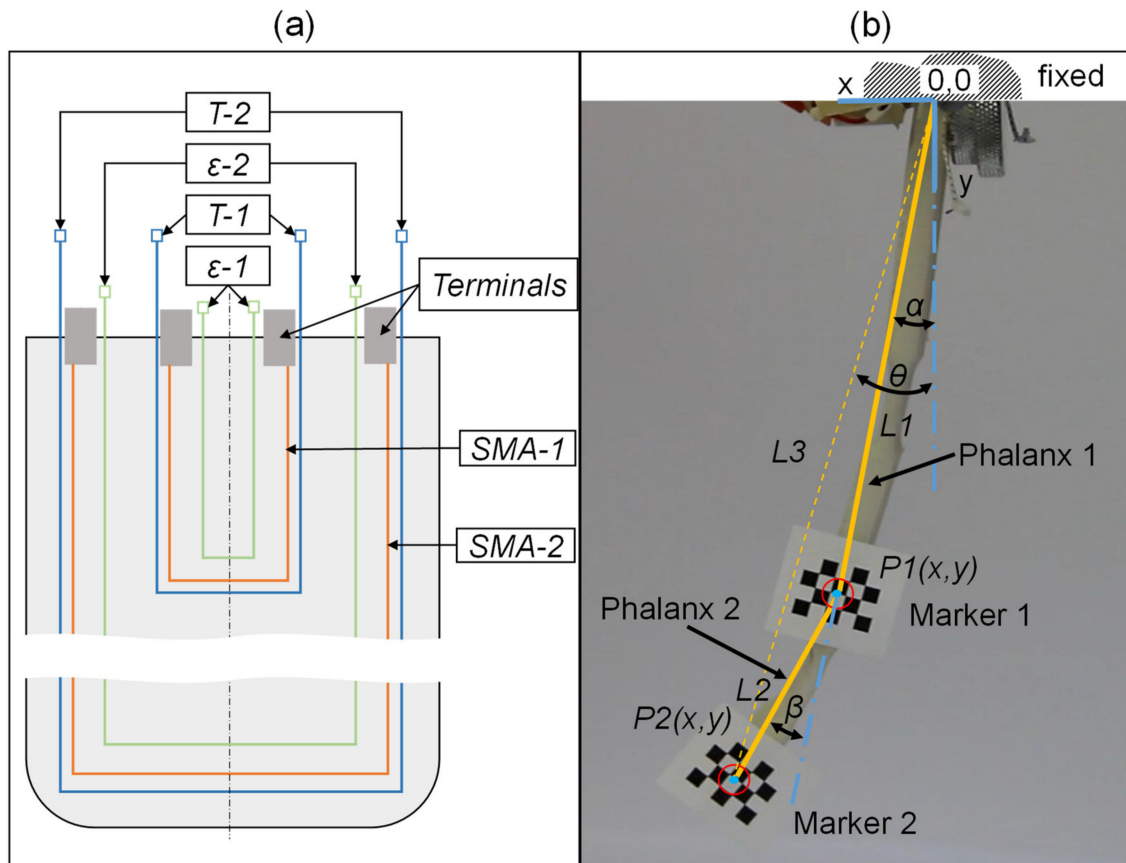 (a)
T-2
ε-2
T-1
ε-1
Terminals
SMA-1
SMA-2
(b)
x
0,0
fixed
y
α
θ
L1
L3
Phalanx 1
P1(x,y)
Marker 1
Phalanx 2
L2
β
P2(x,y)
Marker 2